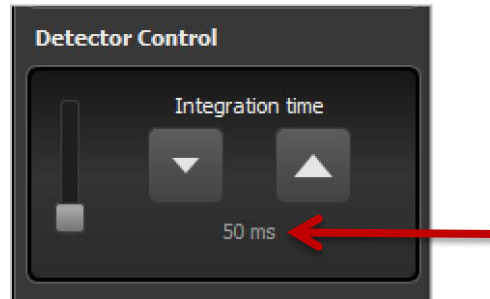 Detector Control
Integration time
50 ms